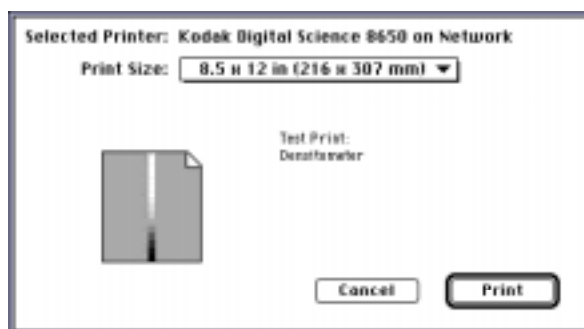 Selected Printer: Kodak Digital Science 8650 on Network
Print Size: 8.5 x 12 in (216 x 307 mm)
Test Print:
Densitometer
Cancel
Print